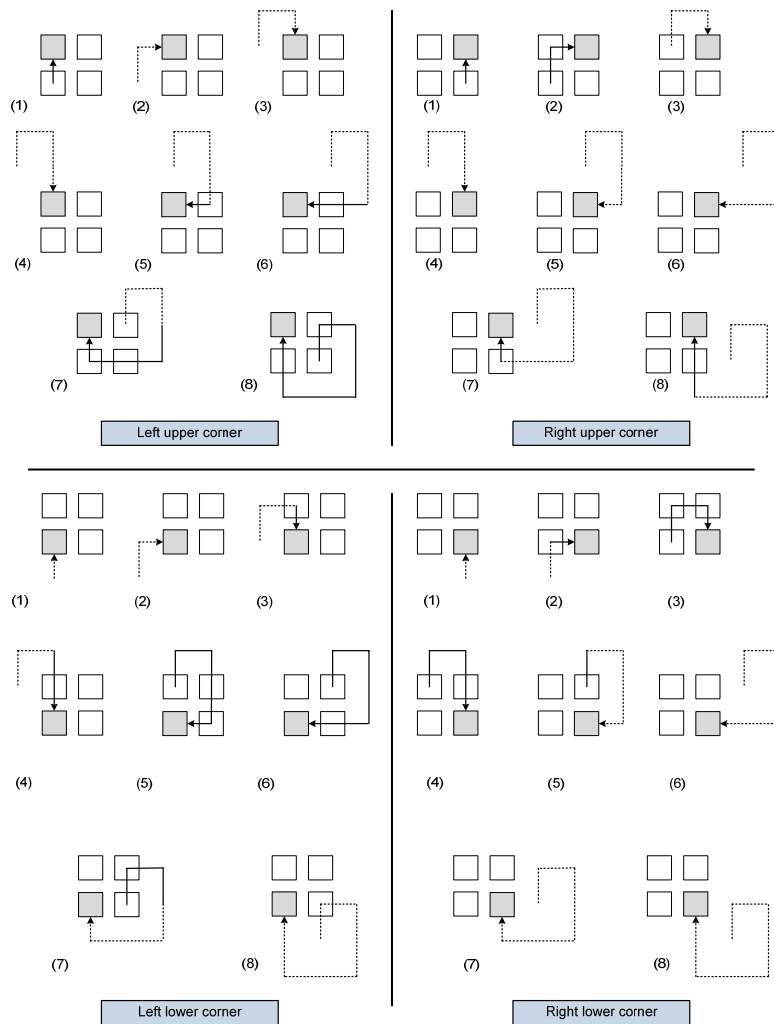 (1) (2) (3)
(4) (5) (6)
(7) (8)
Left upper corner
(1) (2) (3)
(4) (5) (6)
(7) (8)
Right upper corner
(1) (2) (3)
(4) (5) (6)
(7) (8)
Left lower corner
(1) (2) (3)
(4) (5) (6)
(7) (8)
Right lower corner